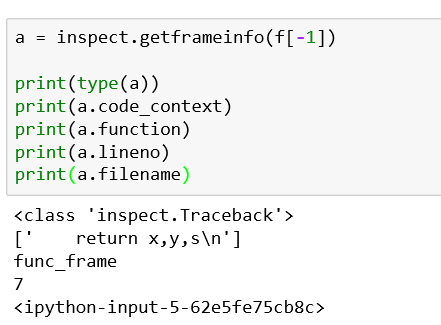 a = inspect.getframeinfo(f[-1])
print(type(a))
print(a.code_context)
print(a.function)
print(a.lineno)
print(a.filename)
<class 'inspect.Traceback'>
['    return x,y,s\n']
func_frame
7
<ipython-input-5-62e5fe75cb8c>